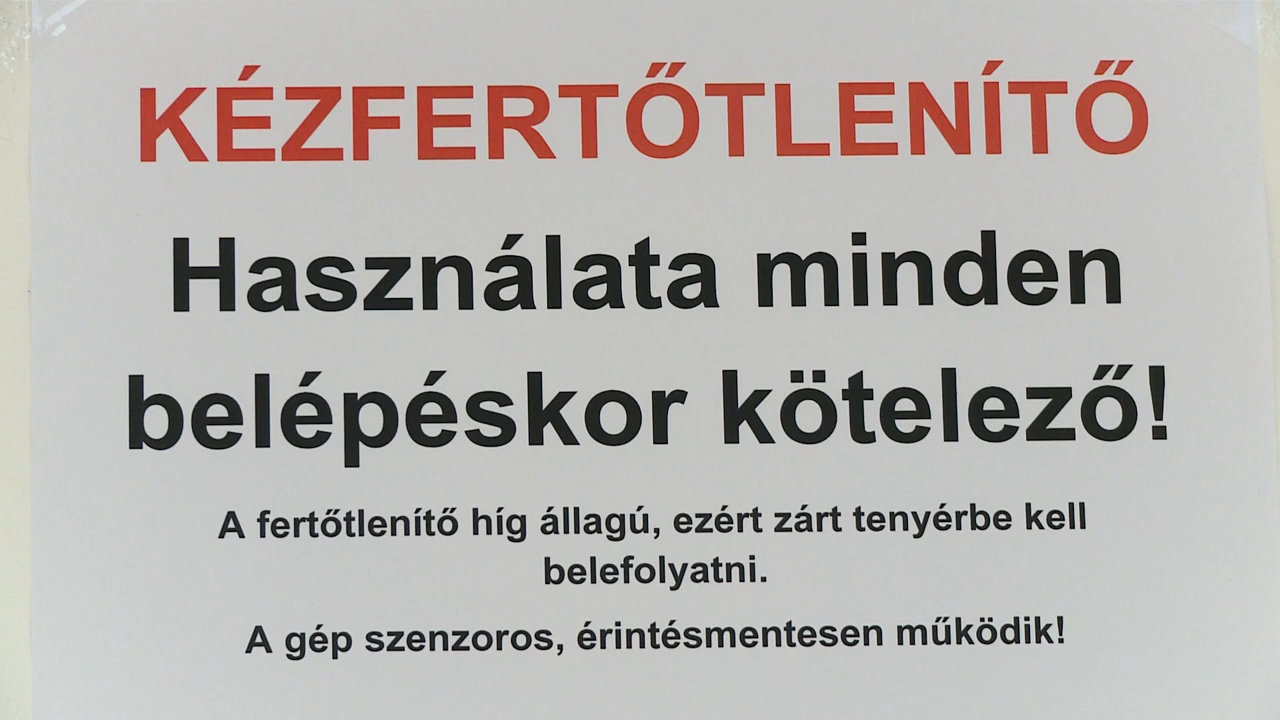 KÉZFERTŐTLENÍTŐ
Használata minden
belépéskor kötelező!
A fertőtlenítő híg állagú, ezért zárt tenyérbe kell
belefolyatni.
A gép szenzoros, érintésmentesen működik!